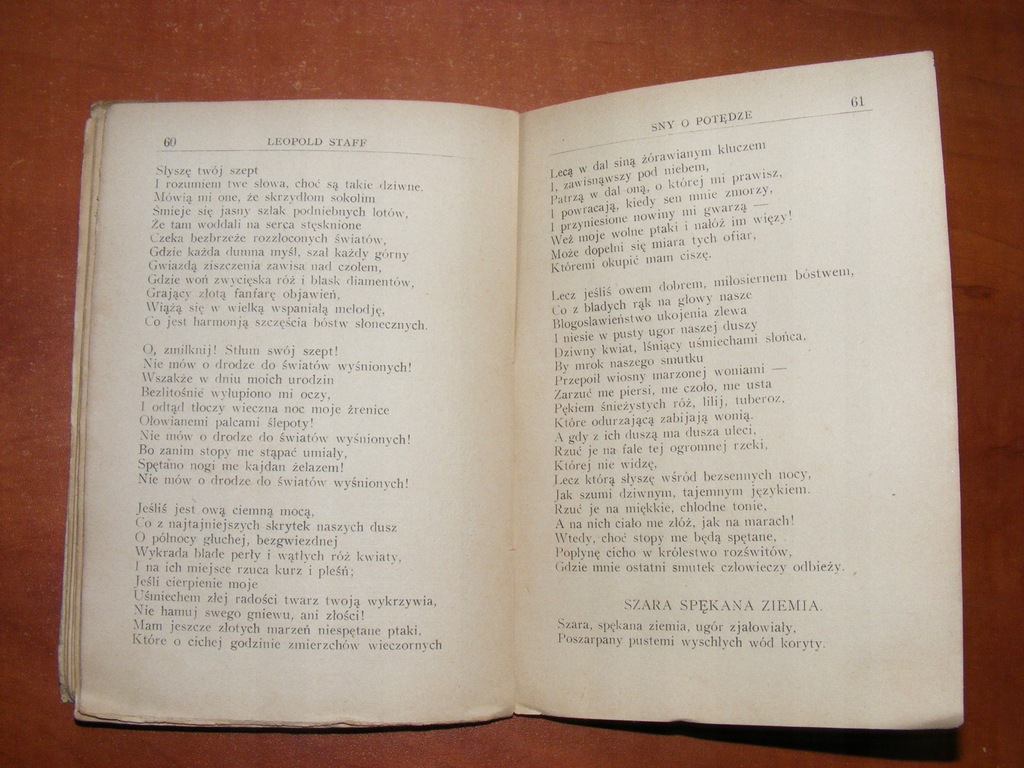 60 LEOPOLD STAFF
Słyszę twój szept
I rozumiem twe słowa, choć są takie dziwne.
Mówią mi one, że skrzydłom sokolim
Śmieje się jasny szlak podniebnych lotów,
Że tam woddali na serca stęsknione
Czeka bezbrzeże rozzłoconych światów,
Gdzie każda dumna myśl, szał każdy górny
Gwiazdą ziszczenia zawisa nad czołem,
Gdzie woń zwycięska róż i blask diamentów,
Grający złotą fanfarę objawień,
Wiążą się w wielką wspaniałą melodję,
Co jest harmonją szczęścia bóstw słonecznych.
O, zmilknij! Stłum swój szept!
Nie mów o drodze do światów wyśnionych!
Wszakże w dniu moich urodzin
Bezlitośnie wyłupiono mi oczy,
I odtąd tłoczy wieczna noc moje źrenice
Ołowianemi palcami ślepoty!
Nie mów o drodze do światów wyśnionych!
Bo zanim stopy me stąpać umiały,
Spętano nogi me kajdan żelazem!
Nie mów o drodze do światów wyśnionych!
Jeśliś jest ową ciemną mocą,
Co z najtajniejszych skrytek naszych dusz
O północy głuchej, bezgwiezdnej
Wykrada blade perły i wątłych róż kwiaty,
I na ich miejsce rzuca kurz i pleśń;
Jeśli cierpienie moje
Uśmiechem złej radości twarz twoją wykrzywia,
Nie hamuj swego gniewu, ani złości!
Mam jeszcze złotych marzeń niespętane ptaki,
Które o cichej godzinie zmierzchów wieczornych
SNY O POTĘDZE 61
Lecą w dal siną żórawianym kluczem
I, zawisnąwszy pod niebem,
Patrzą w dal oną, o której mi prawisz,
I powracają, kiedy sen mnie zmorzy,
I przyniesione nowiny mi gwarzą —
Weź moje wolne ptaki i nałóż im więzy!
Może dopełni się miara tych ofiar,
Któremi okupić mam ciszę.
Lecz jeśliś owem dobrem, miłosiernem bóstwem,
Co z bladych rąk na głowy nasze
Błogosławieństwo ukojenia zlewa
I niesie w pusty ugor naszej duszy
Dziwny kwiat, lśniący uśmiechami słońca,
By mrok naszego smutku
Przepoił wiosny marzonej woniami —
Zarzuć me piersi, me czoło, me usta
Pękiem śnieżystych róż, lilij, tuberoz,
Które odurzającą zabijają wonią.
A gdy z ich duszą ma dusza uleci,
Rzuć je na fale tej ogromnej rzeki,
Której nie widzę,
Lecz którą słyszę wśród bezsennych nocy,
Jak szumi dziwnym, tajemnym językiem.
Rzuć je na miękkie, chłodne tonie,
A na nich ciało me złóż, jak na marach!
Wtedy, choć stopy me będą spętane,
Popłynę cicho w królestwo rozświtów,
Gdzie mnie ostatni smutek człowieczy odbieży.
SZARA SPĘKANA ZIEMIA.
Szara, spękana ziemia, ugór zjałowiały,
Poszarpany pustemi wyschłych wód koryty.